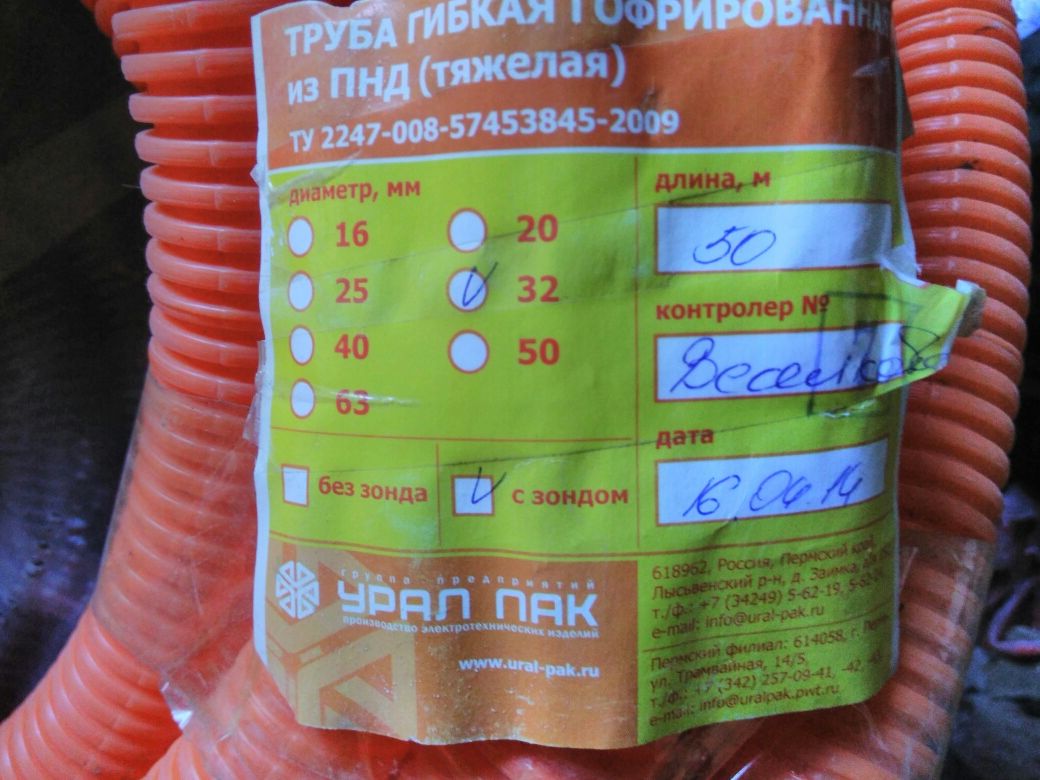 ТРУБА ГИБКАЯ ГОФРИРОВАННАЯ
ИЗ ПНД (тяжелая)
ТУ 2247-008-57453845-2009
диаметр, мм
16
20
25
32
40
50
63
без зонда
с зондом
длина, м
50
контролер №
дата
16.04.14
группа предприятий
УРАЛ ПАК
производство электротехнических изделий
www.ural-pak.ru
618962, Россия, Пермский край,
Лысьвенский р-н, д. Заимка,
т./ф.: +7 (34249) 5-62-19,
e-mail: info@ural-pak.ru
Пермский филиал: 614058, г.
ул. Трамвайная, 14/5,
т./ф.: +7 (342) 257-09-41, -42,
e-mail: info@uralpak.pwt.ru